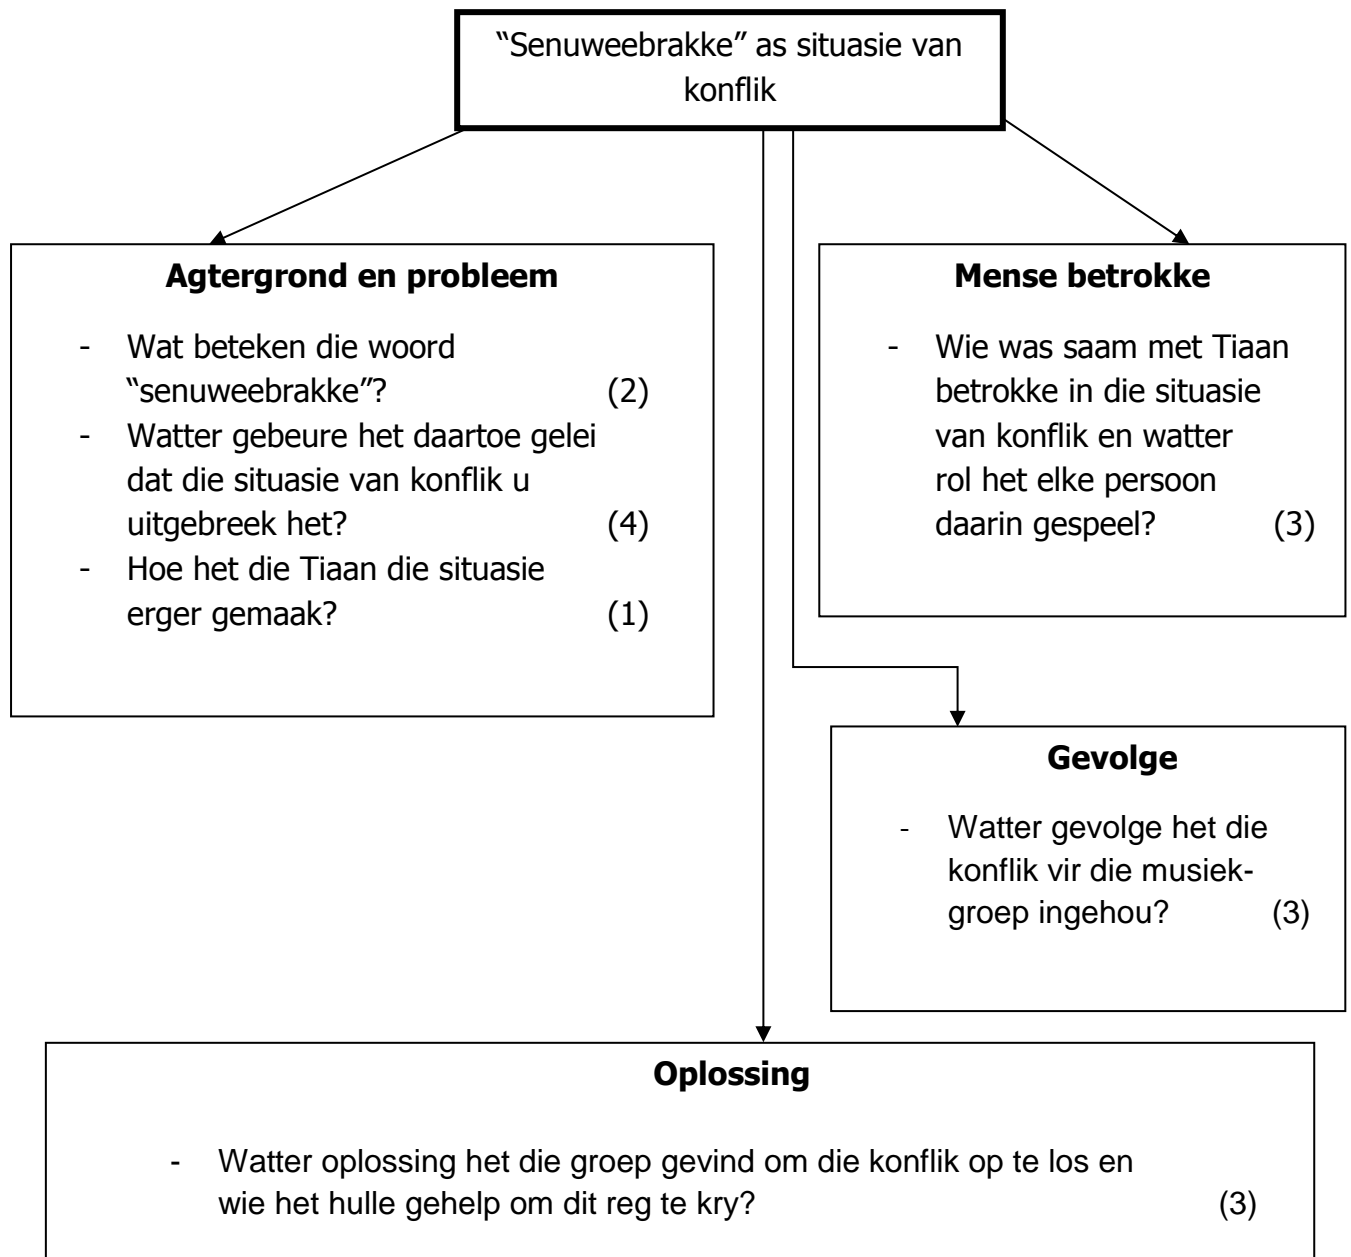 “Senuweebrakke” as situasie van
konflik
Agtergrond en probleem
- Wat beteken die woord
“senuweebrakke”? (2)
- Watter gebeure het daartoe gelei
dat die situasie van konflik u
uitgebreek het? (4)
- Hoe het die Tiaan die situasie
erger gemaak? (1)
Mense betrokke
- Wie was saam met Tiaan
betrokke in die situasie
van konflik en watter
rol het elke persoon
daarin gespeel? (3)
Gevolge
- Watter gevolge het die
konflik vir die musiek-
groep ingehou? (3)
Oplossing
- Watter oplossing het die groep gevind om die konflik op te los en
wie het hulle gehelp om dit reg te kry? (3)